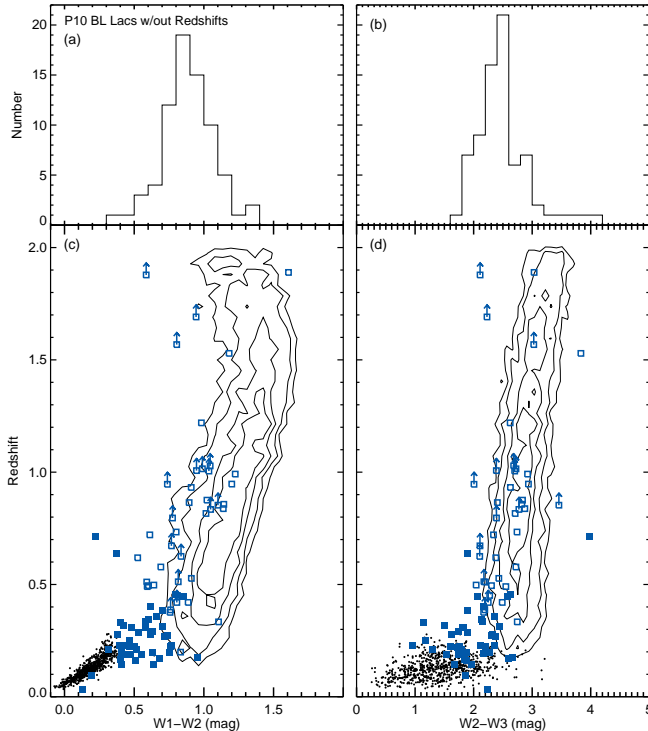 P10 BL Lacs w/out Redshifts
(a)
(b)
Number
20
15
10
5
0
(c)
(d)
Redshift
2.0
1.5
1.0
0.5
0.0
0.0 0.5 1.0 1.5
0 1 2 3 4 5
W1−W2 (mag)
W2−W3 (mag)